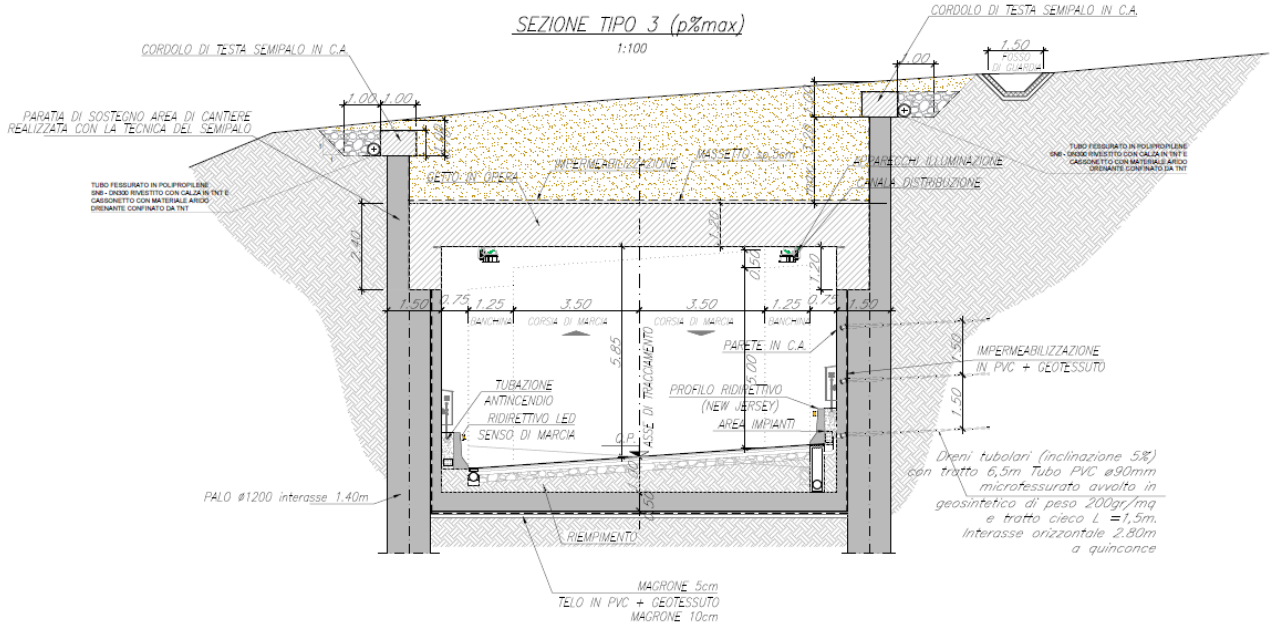 SEZIONE TIPO 3 (p%max)
1:100
CORDOLO DI TESTA SEMIPALO IN C.A.
CORDOLO DI TESTA SEMIPALO IN C.A.
1.50
FOSSO
DI GUARDIA
1.00
1.00
1.00
PARATIA DI SOSTEGNO AREA DI CANTIERE
REALIZZATA CON LA TECNICA DEL SEMIPALO
TUBO FESSURATO IN POLIPROPILENE
SN8 - DN300 RIVESTITO CON CALZA IN TNT E
CASSONETTO CON MATERIALE ARIDO
DRENANTE CONFINATO DA TNT
TUBO FESSURATO IN POLIPROPILENE
SN8 - DN300 RIVESTITO CON CALZA IN TNT E
CASSONETTO CON MATERIALE ARIDO
DRENANTE CONFINATO DA TNT
IMPERMEABILIZZAZIONE
MASSETTO sp.5cm
GETTO IN OPERA
APPARECCHI ILLUMINAZIONE
CANALA DISTRIBUZIONE
2.40
1.20
0.50
1.20
1.50
0.75
1.25
3.50
3.50
1.25
0.75
1.50
BANCHINA
CORSIA DI MARCIA
CORSIA DI MARCIA
BANCHINA
5.85
5.00
ASSE DI TRACCIAMENTO
PARETE IN C.A.
1.50
1.50
IMPERMEABILIZZAZIONE
IN PVC + GEOTESSUTO
TUBAZIONE
ANTINCENDIO
RIDIRETTIVO LED
SENSO DI MARCIA
PROFILO RIDIRETTIVO
(NEW JERSEY)
AREA IMPIANTI
Q.P.
0.50
PALO ø1200 interasse 1.40m
RIEMPIMENTO
Dreni tubolari (inclinazione 5%)
con tratto 6,5m Tubo PVC ø90mm
microfessurato avvolto in
geosintetico di peso 200gr/mq
e tratto cieco L =1,5m.
Interasse orizzontale 2.80m
a quinconce
MAGRONE 5cm
TELO IN PVC + GEOTESSUTO
MAGRONE 10cm